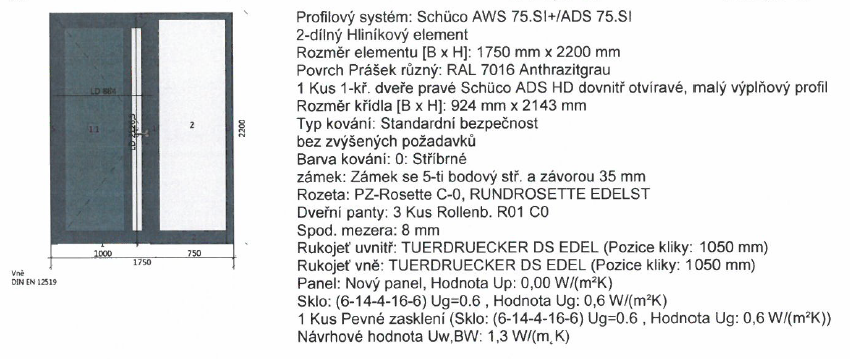 LD 884
LD 2126,5
1.1
2
2200
1000
750
1750
Vně
DIN EN 12519
Profilový systém: Schüco AWS 75.SI+/ADS 75.SI
2-dílný Hliníkový element
Rozměr elementu [B x H]: 1750 mm x 2200 mm
Povrch Prášek různý: RAL 7016 Anthrazitgrau
1 Kus 1-kř. dveře pravé Schüco ADS HD dovnitř otvíravé, malý výplňový profil
Rozměr křídla [B x H]: 924 mm x 2143 mm
Typ kování: Standardní bezpečnost
bez zvýšených požadavků
Barva kování: 0: Stříbrné
zámek: Zámek se 5-ti bodový stř. a závorou 35 mm
Rozeta: PZ-Rosette C-0, RUNDROSETTE EDELST
Dveřní panty: 3 Kus Rollenb. R01 C0
Spod. mezera: 8 mm
Rukojeť uvnitř: TUERDRUECKER DS EDEL (Pozice kliky: 1050 mm)
Rukojeť vně: TUERDRUECKER DS EDEL (Pozice kliky: 1050 mm)
Panel: Nový panel, Hodnota Up: 0,00 W/(m²K)
Sklo: (6-14-4-16-6) Ug=0.6 , Hodnota Ug: 0,6 W/(m²K)
1 Kus Pevné zasklení (Sklo: (6-14-4-16-6) Ug=0.6 , Hodnota Ug: 0,6 W/(m²K))
Návrhové hodnota Uw,BW: 1,3 W/(m˛K)